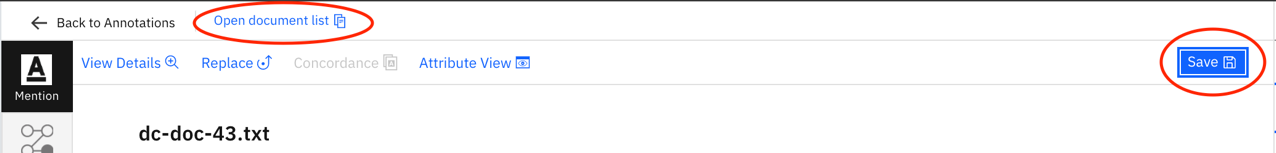 Back to Annotations Open document list
A
Mention
View Details Replace Concordance Attribute View Save
dc-doc-43.txt